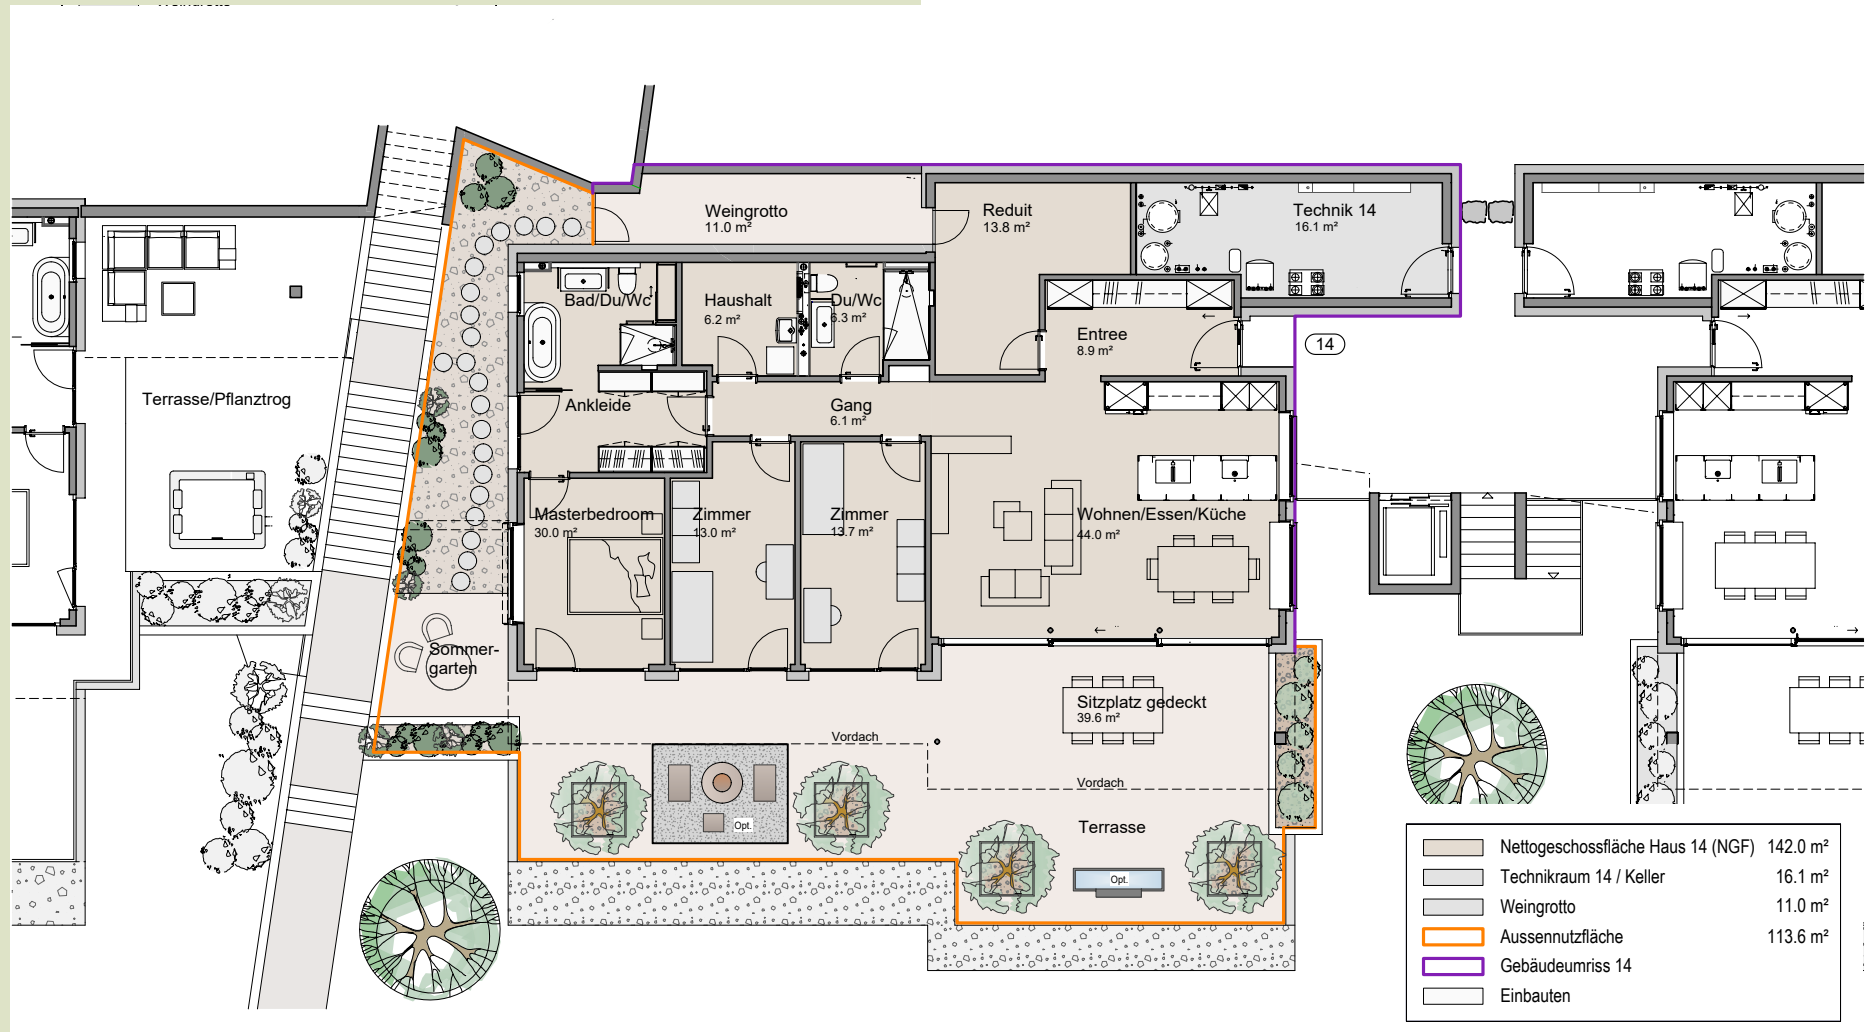 Weingrotto
11.0 m²
Reduit
13.8 m²
Technik 14
16.1 m²
Bad/Du/Wc
Haushalt
6.2 m²
Du/Wc
6.3 m²
Entree
8.9 m²
14
Terrasse/Pflanztrog
Ankleide
Gang
6.1 m²
Masterbedroom
30.0 m²
Zimmer
13.0 m²
Zimmer
13.7 m²
Wohnen/Essen/Küche
44.0 m²
Sommer-
garten
Sitzplatz gedeckt
39.6 m²
Vordach
Vordach
Opt.
Terrasse
Opt.
Nettogeschossfläche Haus 14 (NGF) 142.0 m²
Technikraum 14 / Keller 16.1 m²
Weingrotto 11.0 m²
Aussennutzfläche 113.6 m²
Gebäudeumriss 14
Einbauten